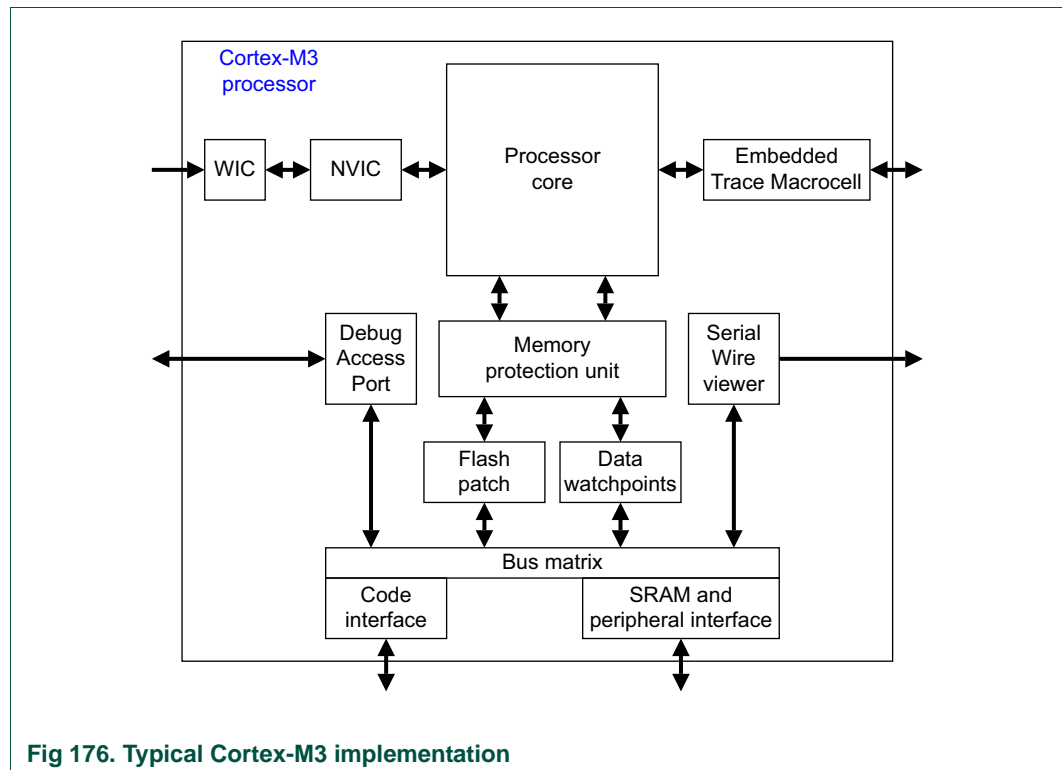 Cortex-M3
processor
WIC
NVIC
Processor
core
Embedded
Trace Macrocell
Debug
Access
Port
Memory
protection unit
Serial
Wire
viewer
Flash
patch
Data
watchpoints
Bus matrix
Code
interface
SRAM and
peripheral interface
Fig 176. Typical Cortex-M3 implementation